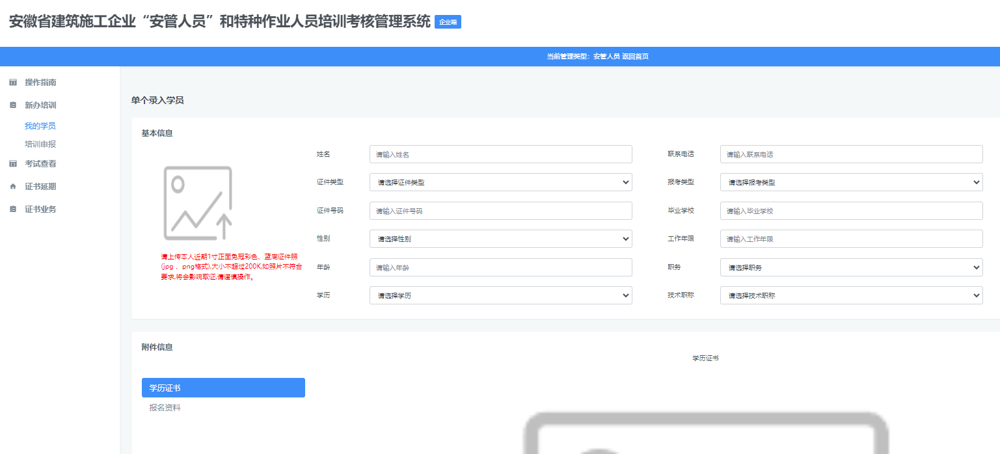 安徽省建筑施工企业“安管人员”和特种作业人员培训考核管理系统 企业端
当前管理类型：安管人员 返回首页
操作指南
新办培训
我的学员
培训申报
考试查看
证书延期
证书业务
单个录入学员
基本信息
请上传本人近期1寸正面免冠彩色、蓝底证件照
(jpg 、png格式),大小不超过200K,如照片不符合
要求,将会影响取证,请谨慎操作。
姓名 请输入姓名 联系电话 请输入联系电话
证件类型 请选择证件类型 报考类型 请选择报考类型
证件号码 请输入证件号码 毕业学校 请输入毕业学校
性别 请选择性别 工作年限 请输入工作年限
年龄 请输入年龄 职务 请选择职务
学历 请选择学历 技术职称 请选择技术职称
附件信息
学历证书
学历证书
报名资料